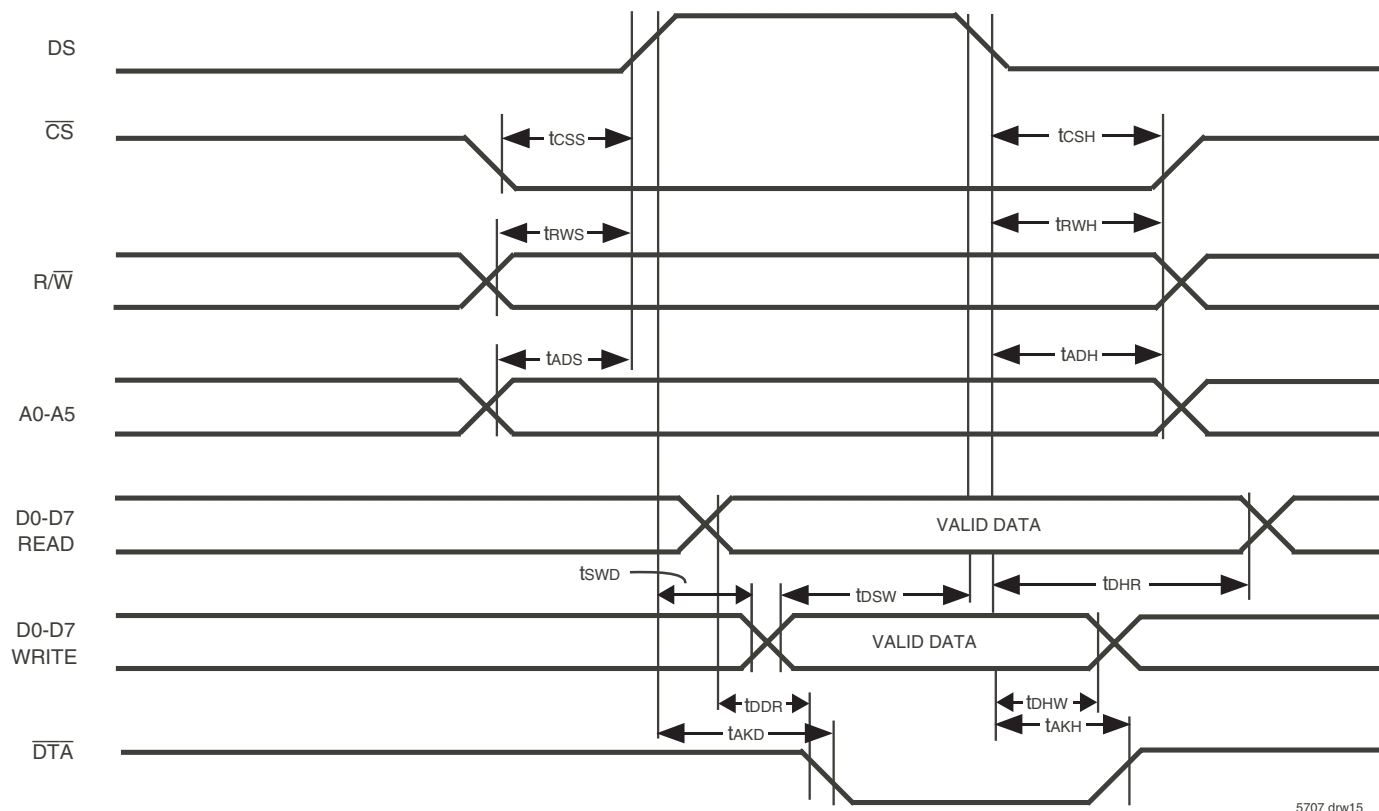 DS
CS
tCSS
tCSH
tRWS
tRWH
R/W
tADS
tADH
A0-A5
D0-D7
READ
VALID DATA
tSWD
tDSW
tDHR
D0-D7
WRITE
VALID DATA
tDDR
tDHW
tAKD
tAKH
DTA
5707 drw15